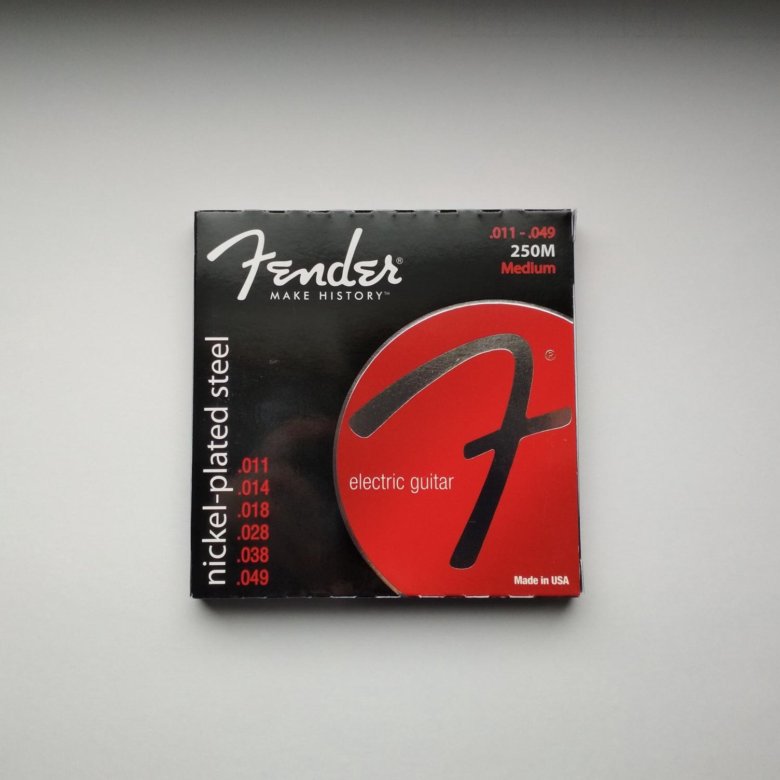 Fender®
MAKE HISTORY™
.011 - .049
250M
Medium
nickel-plated steel
.011
.014
.018
.028
.038
.049
electric guitar
F®
Made in USA